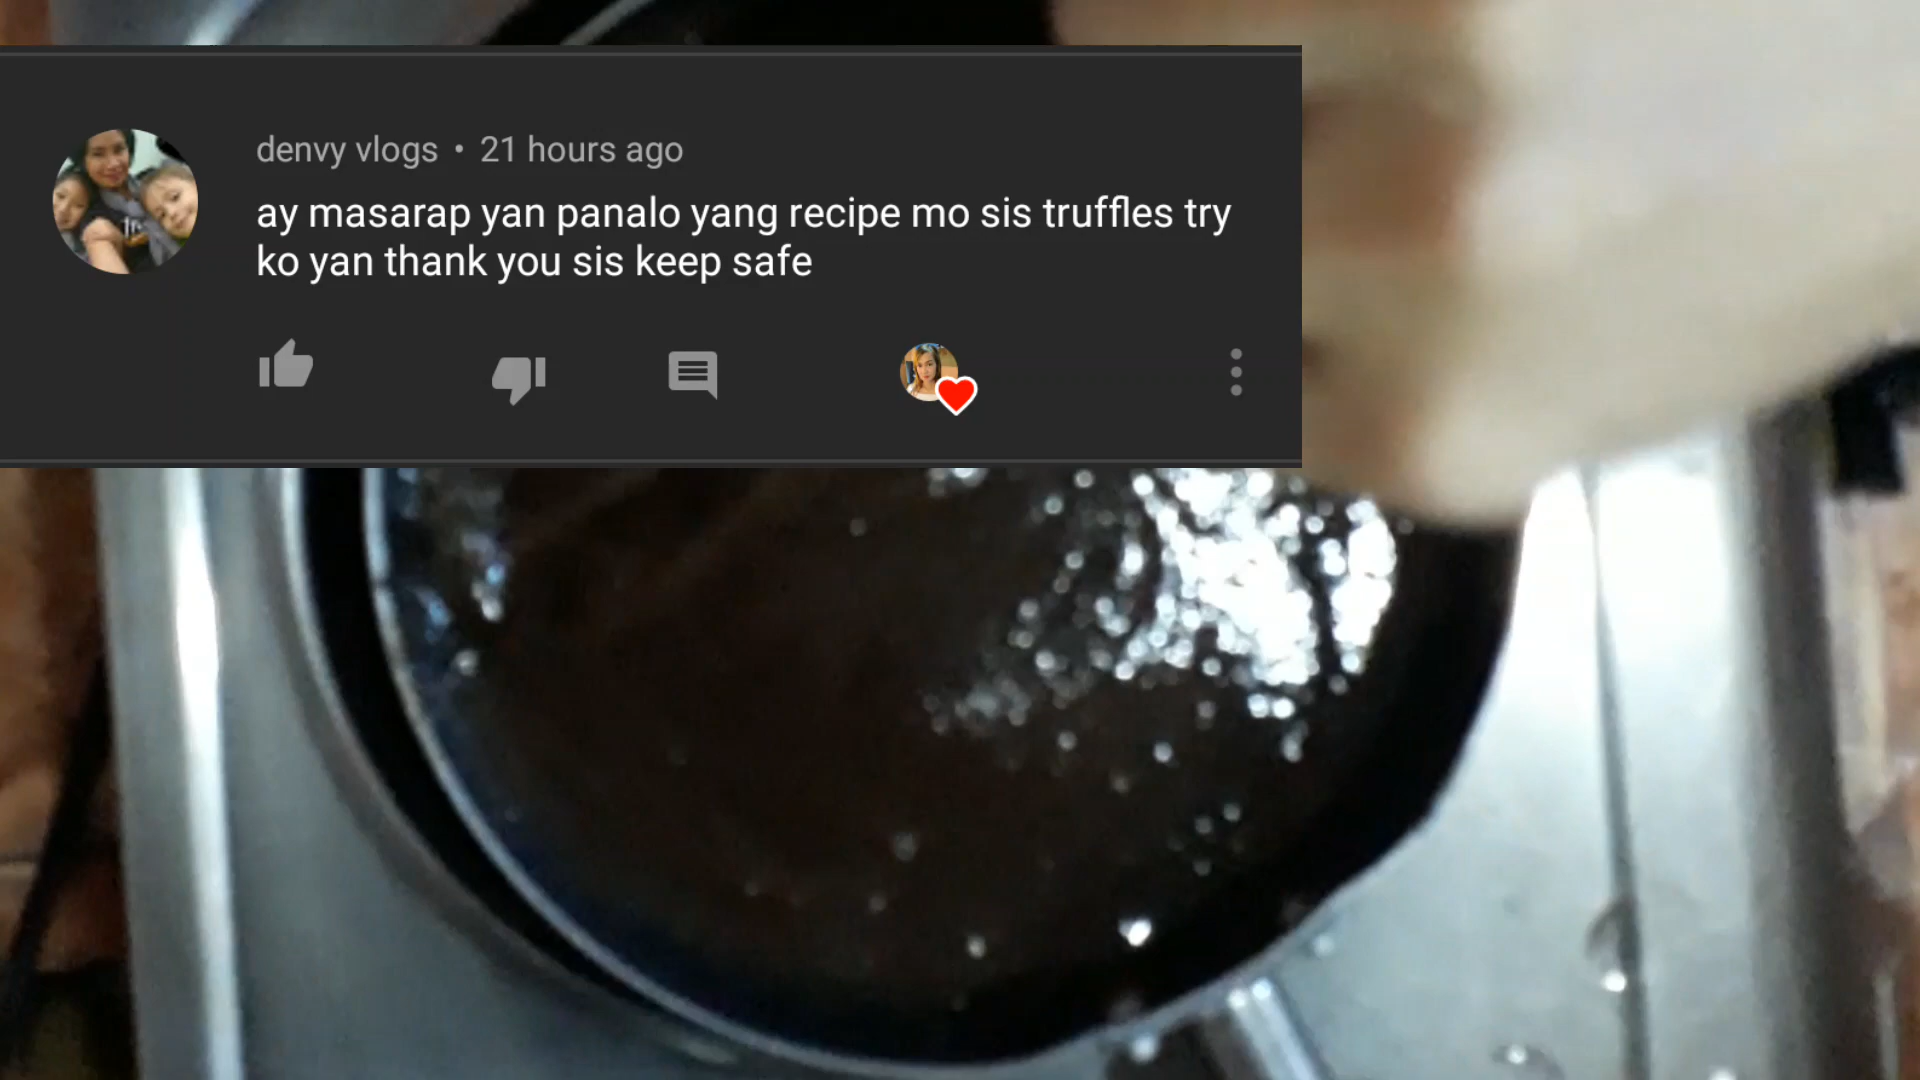 denvy vlogs • 21 hours ago
ay masarap yan panalo yang recipe mo sis truffles try
ko yan thank you sis keep safe